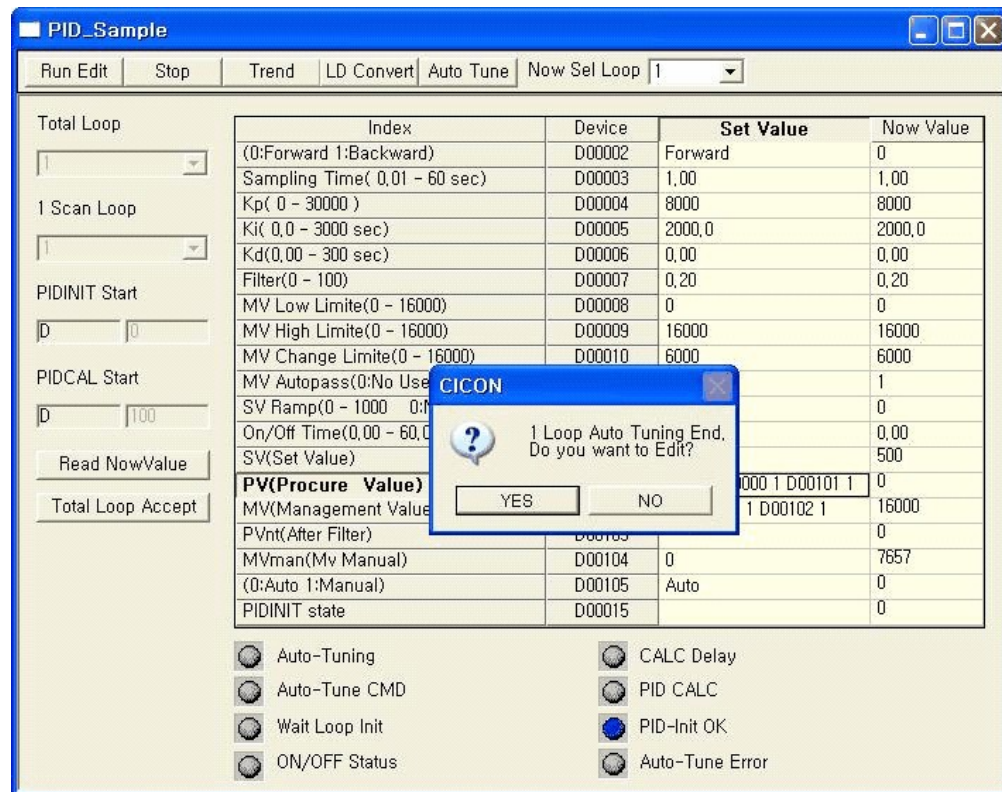 PID_Sample
Run Edit Stop Trend LD Convert Auto Tune Now Sel Loop 1
Total Loop
1
1 Scan Loop
1
PIDINIT Start
D 0
PIDCAL Start
D 100
Read NowValue
Total Loop Accept
Index Device Set Value Now Value
(0:Forward 1:Backward) D00002 Forward 0
Sampling Time( 0,01 - 60 sec) D00003 1,00 1,00
Kp( 0 - 30000 ) D00004 8000 8000
Ki( 0,0 - 3000 sec) D00005 2000,0 2000,0
Kd(0,00 - 300 sec) D00006 0,00 0,00
Filter(0 - 100) D00007 0,20 0,20
MV Low Limite(0 - 16000) D00008 0 0
MV High Limite(0 - 16000) D00009 16000 16000
MV Change Limite(0 - 16000) D00010 6000 6000
MV Autopass(0:No Use 1
SV Ramp(0 - 1000 0
On/Off Time(0,00 - 60,0 0,00
SV(Set Value) 500
PV(Procure Value) 1 D00101 1 0
MV(Management Value 1 D00102 1 16000
PVnt(After Filter) 0
MVman(Mv Manual) D00104 0 7657
(0:Auto 1:Manual) D00105 Auto 0
PIDINIT state D00015 0
CICON
1 Loop Auto Tuning End,
Do you want to Edit?
YES NO
Auto-Tuning CALC Delay
Auto-Tune CMD PID CALC
Wait Loop Init PID-Init OK
ON/OFF Status Auto-Tune Error